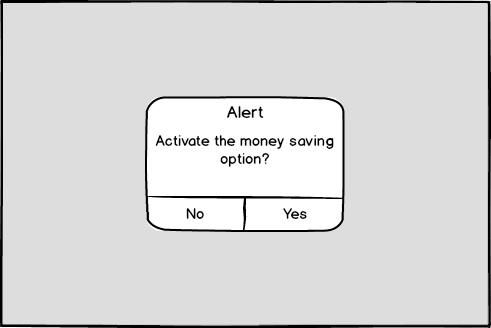 Alert
Activate the money saving
option?
No
Yes